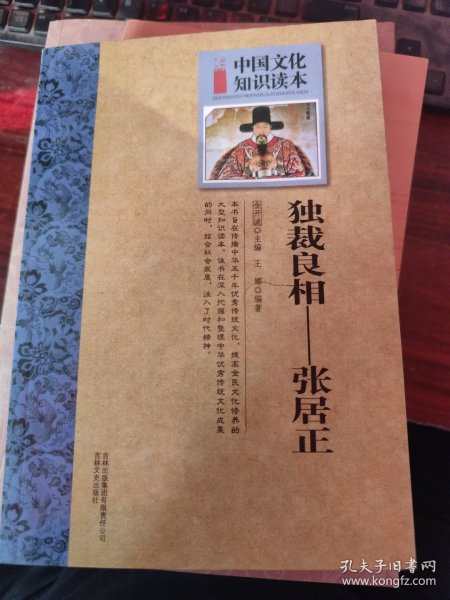 中国文化
知识读本
独裁良相——张居正
金开诚◎主编 王娜◎编著
本书旨在传播中华五千年优秀传统文化，提高全民文化修养的
大型知识读本。该书在深入挖掘和整理中华优秀传统文化成果
的同时，结合社会发展，注入了时代精神。
吉林出版集团有限责任公司
吉林文史出版社
孔夫子旧书网
www.kongfz.com